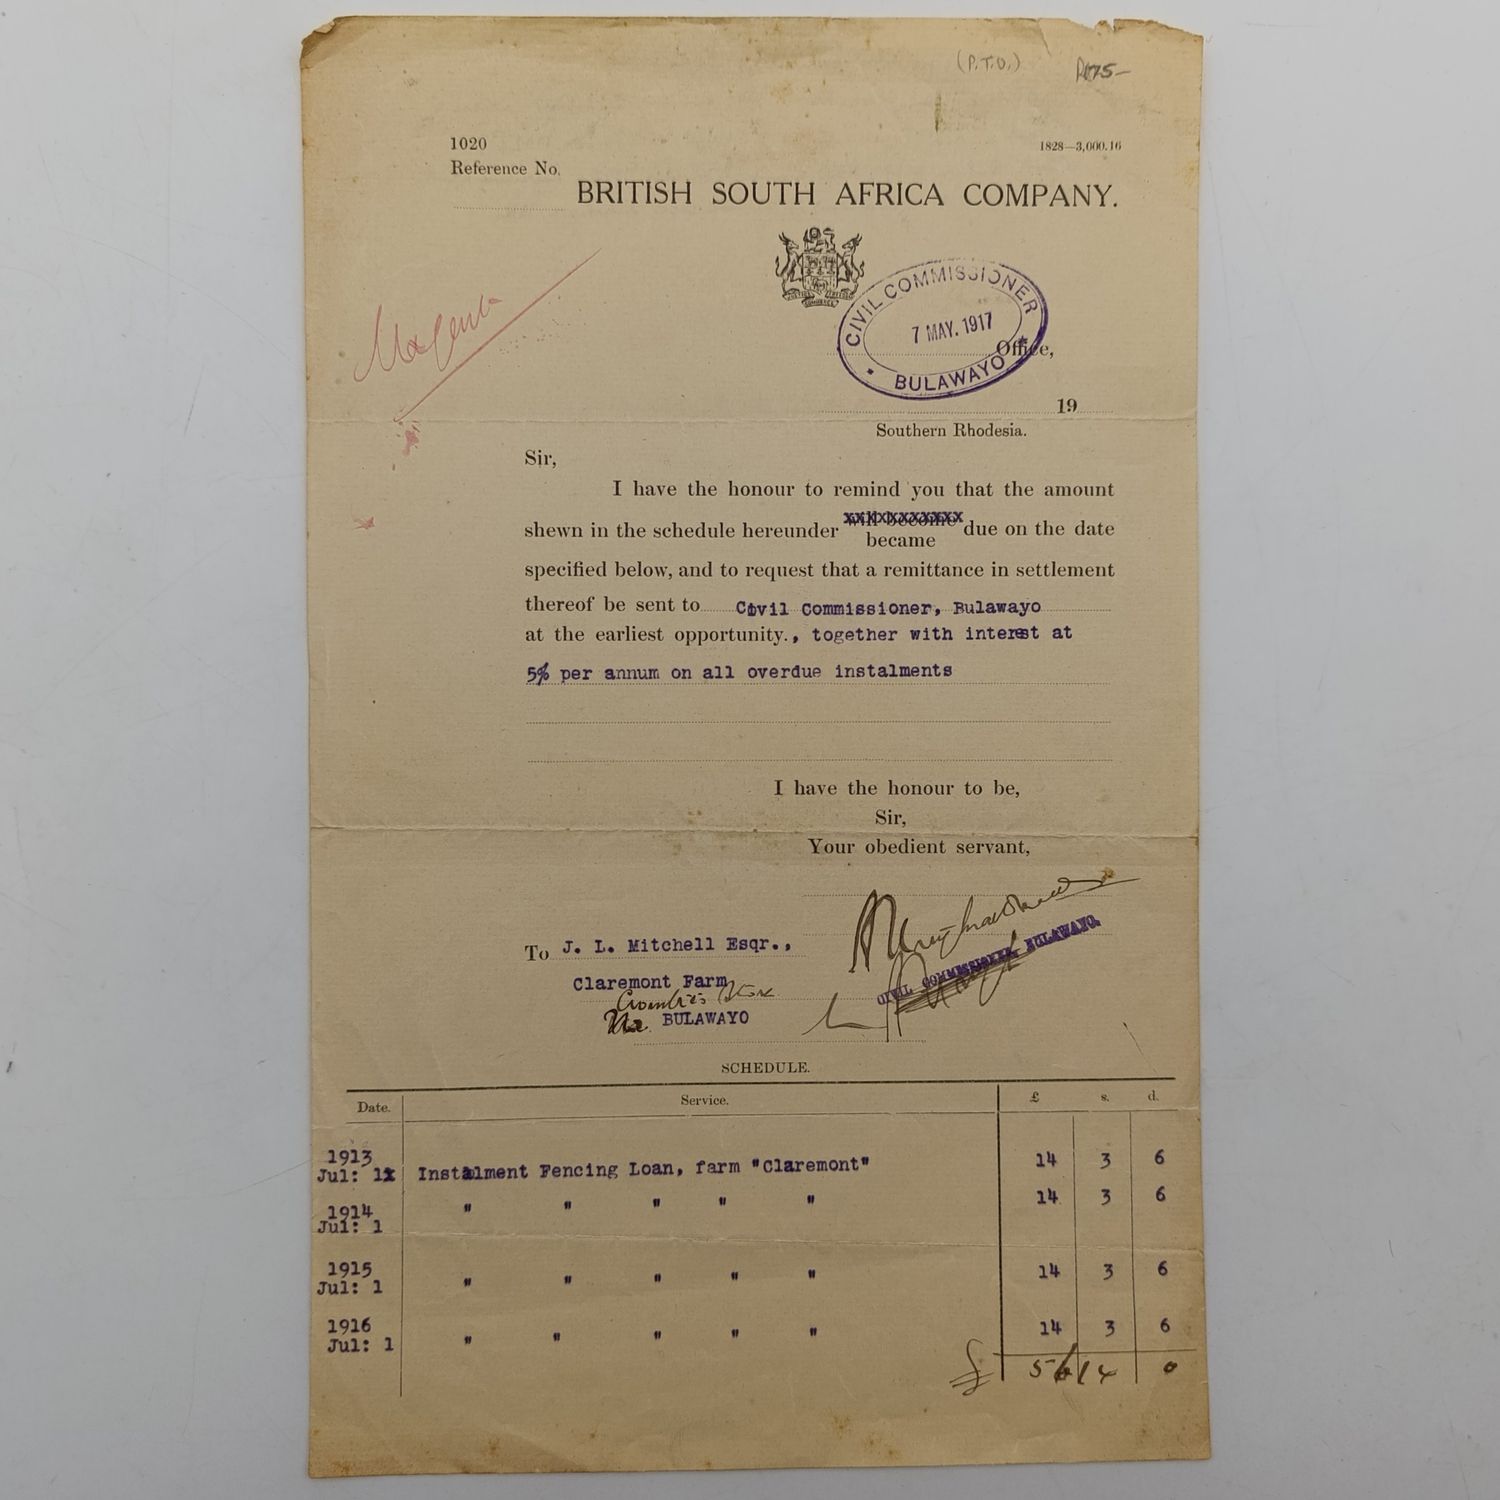 (P.T.O.) R175-
1020
1828—3,000.16
Reference No.
BRITISH SOUTH AFRICA COMPANY.
CIVIL COMMISSIONER
7 MAY. 1917
BULAWAYO
Office,
19
Southern Rhodesia.
Sir,
I have the honour to remind you that the amount
shewn in the schedule hereunder will become due on the date
became
specified below, and to request that a remittance in settlement
thereof be sent to Civil Commissioner, Bulawayo
at the earliest opportunity., together with interest at
5% per annum on all overdue instalments
I have the honour to be,
Sir,
Your obedient servant,
CIVIL COMMISSIONER, BULAWAYO.
To J. L. Mitchell Esqr.,
Claremont Farm
BULAWAYO
SCHEDULE.
Date. Service. £ s. d.
1913
Jul: 1 Instalment Fencing Loan, farm "Claremont" 14 3 6
1914 " " " " " 14 3 6
Jul: 1
1915
Jul: 1 " " " " " 14 3 6
1916
Jul: 1 " " " " " 14 3 6
£ 56 14 0